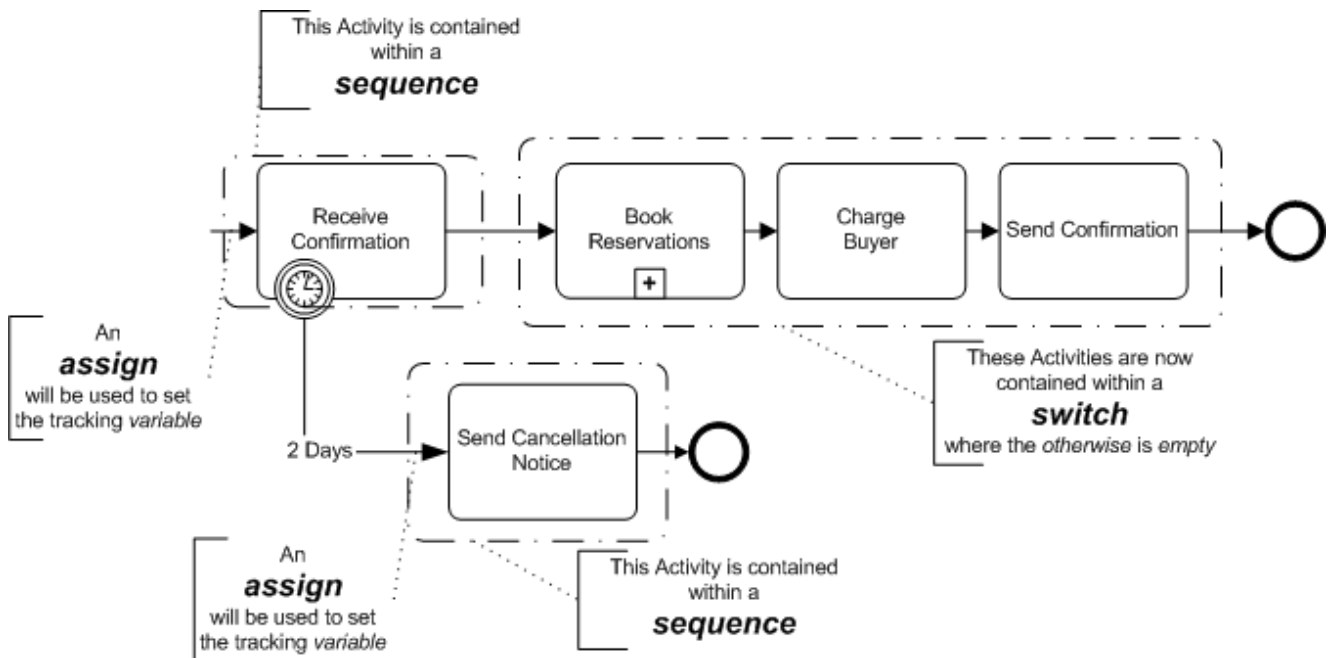 This Activity is contained
within a
sequence
Receive
Confirmation
Book
Reservations
Charge
Buyer
Send Confirmation
An
assign
will be used to set
the tracking variable
These Activities are now
contained within a
switch
where the otherwise is empty
2 Days
Send Cancellation
Notice
An
assign
will be used to set
the tracking variable
This Activity is contained
within a
sequence